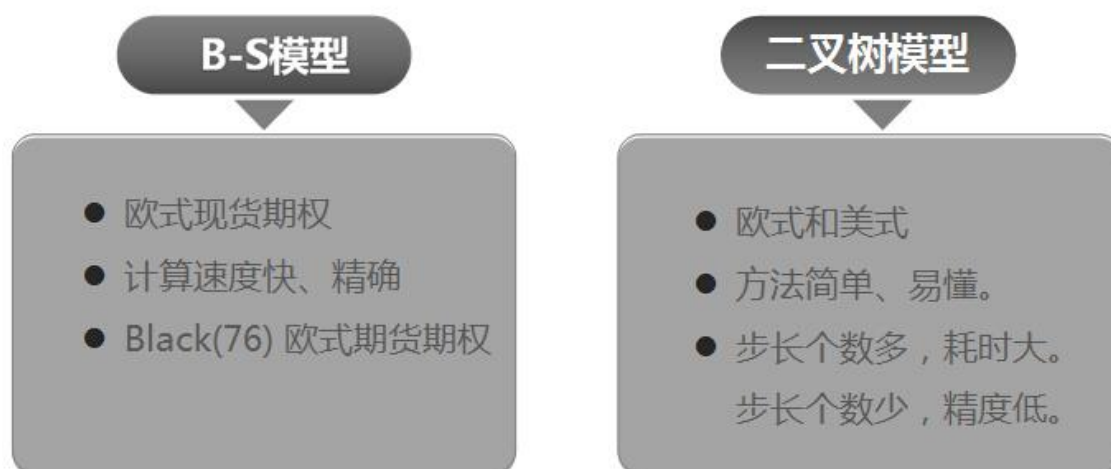 B-S模型
欧式现货期权
计算速度快、精确
Black(76) 欧式期货期权
二叉树模型
欧式和美式
方法简单、易懂。
步长个数多，耗时大。
步长个数少，精度低。